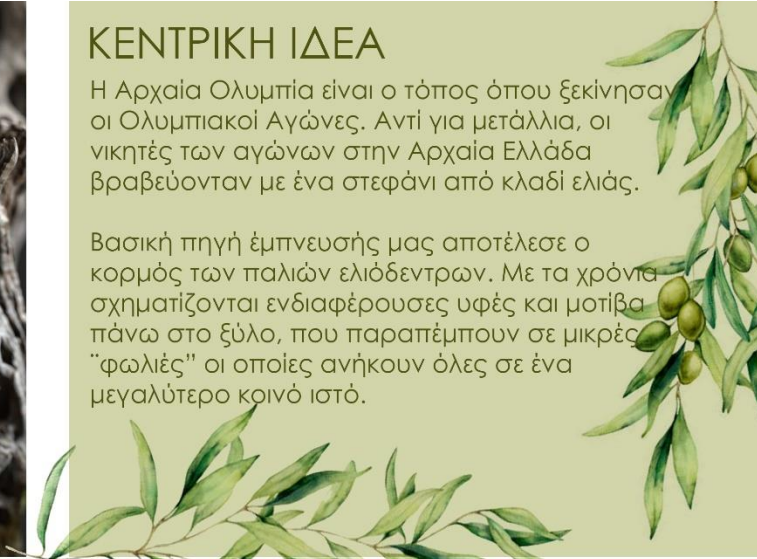 ΚΕΝΤΡΙΚΗ ΙΔΕΑ
Η Αρχαία Ολυμπία είναι ο τόπος όπου ξεκίνησαν
οι Ολυμπιακοί Αγώνες. Αντί για μετάλλια, οι
νικητές των αγώνων στην Αρχαία Ελλάδα
βραβεύονταν με ένα στεφάνι από κλαδί ελιάς.
Βασική πηγή έμπνευσής μας αποτέλεσε ο
κορμός των παλιών ελιόδεντρων. Με τα χρόνια
σχηματίζονται ενδιαφέρουσες υφές και μοτίβα
πάνω στο ξύλο, που παραπέμπουν σε μικρές
¨φωλιές” οι οποίες ανήκουν όλες σε ένα
μεγαλύτερο κοινό ιστό.